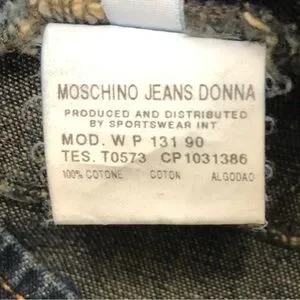 MOSCHINO JEANS DONNA
PRODUCED AND DISTRIBUTED
BY SPORTSWEAR INT
MOD. W P 131 90
TES. T0573 CP1031386
100% COTONE COTON ALGODAO